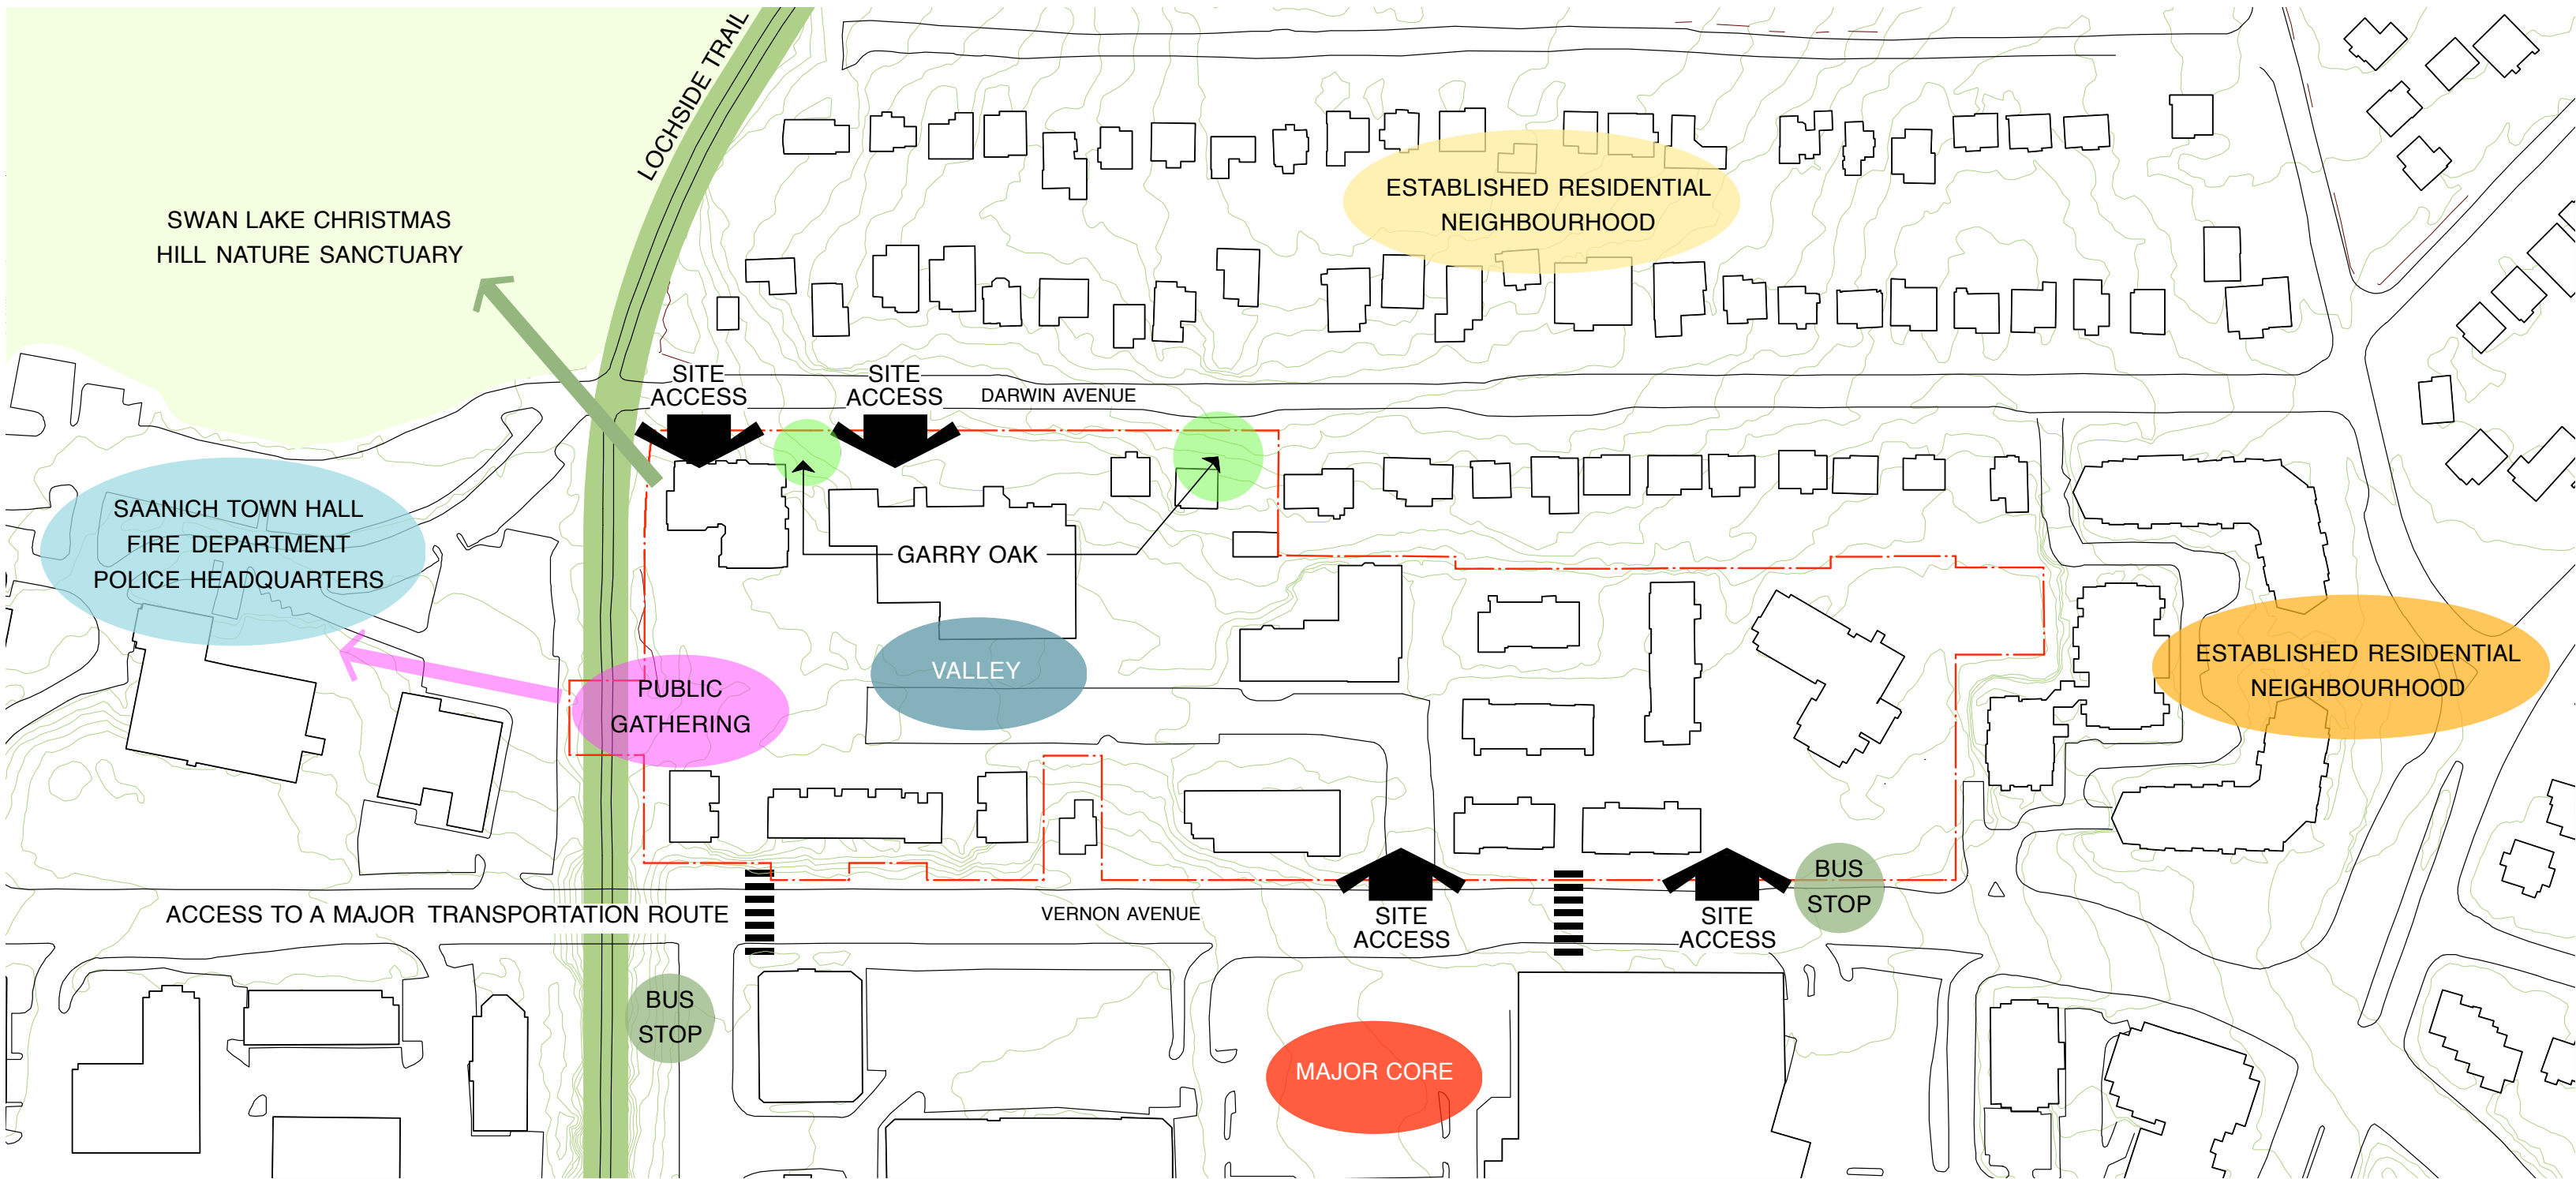 LOCHSIDE TRAIL
ESTABLISHED RESIDENTIAL
NEIGHBOURHOOD
SWAN LAKE CHRISTMAS
HILL NATURE SANCTUARY
SITE
ACCESS
SITE
ACCESS
DARWIN AVENUE
SAANICH TOWN HALL
FIRE DEPARTMENT
POLICE HEADQUARTERS
GARRY OAK
VALLEY
PUBLIC
GATHERING
ESTABLISHED RESIDENTIAL
NEIGHBOURHOOD
BUS
STOP
ACCESS TO A MAJOR TRANSPORTATION ROUTE
VERNON AVENUE
SITE
ACCESS
SITE
ACCESS
BUS
STOP
MAJOR CORE